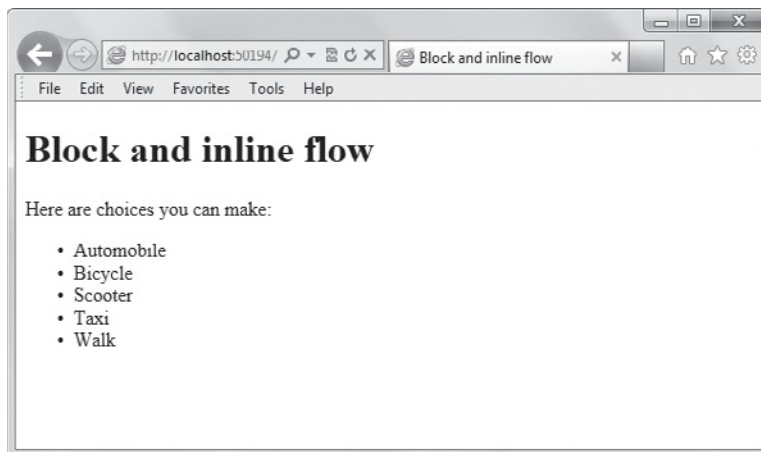 http://localhost:50194/
Block and inline flow
File Edit View Favorites Tools Help
Block and inline flow
Here are choices you can make:
• Automobile
• Bicycle
• Scooter
• Taxi
• Walk